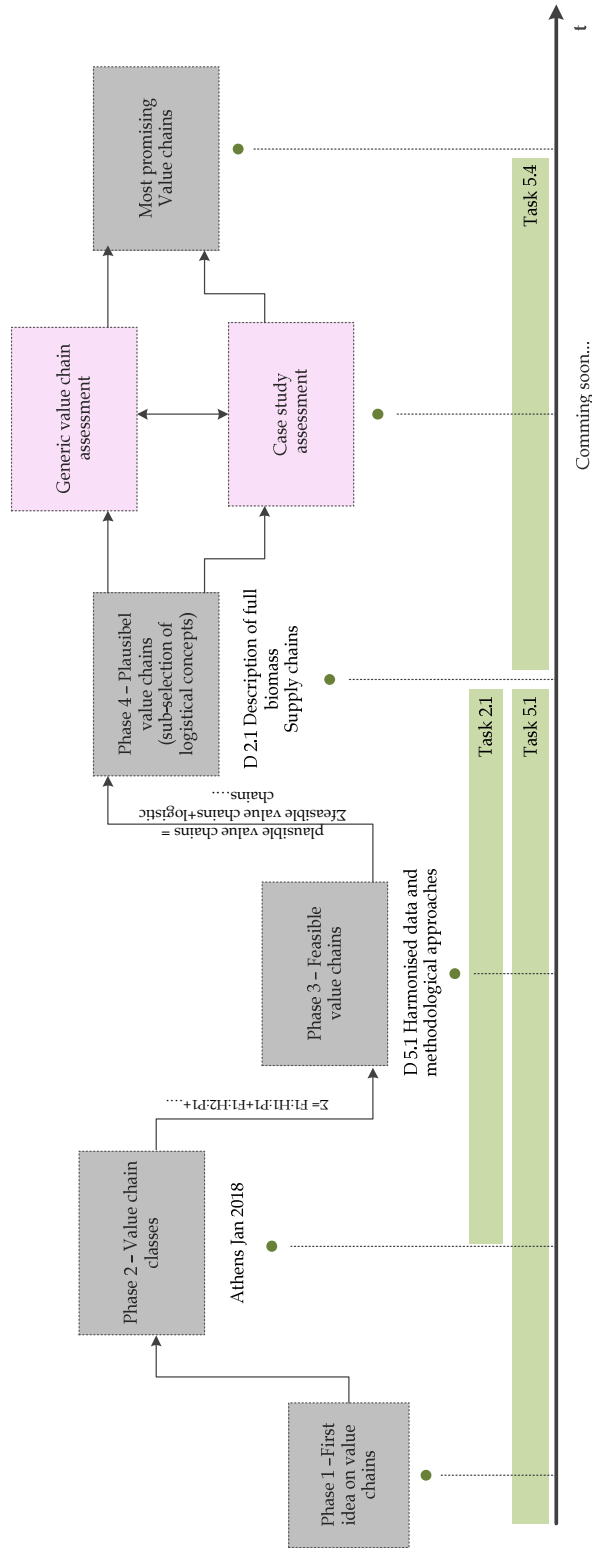 Phase 1 –First
idea on value
chains
Phase 2 – Value chain
classes
Athens Jan 2018
Σ= F1:H1:P1+F1:H2:P1+....
Phase 3 – Feasible
value chains
D 5.1 Harmonised data and
methodological approaches
plausible value chains =
Σfeasible value chains+logistic
chains....
Phase 4 – Plausibel
value chains
(sub-selection of
logistical concepts)
D 2.1 Description of full
biomass
Supply chains
Generic value chain
assessment
Case study
assessment
Most promising
Value chains
Task 2.1
Task 5.1
Task 5.4
Comming soon...
t